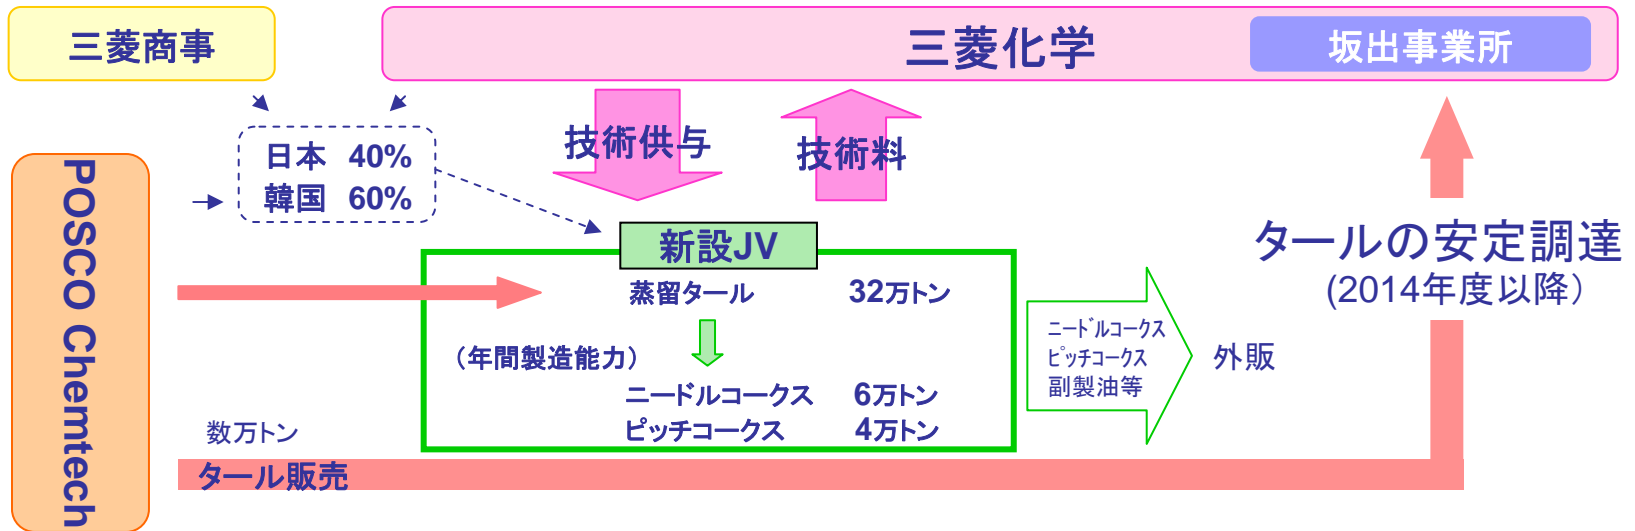 三菱商事
三菱化学
坂出事業所
日本 40%
韓国 60%
技術供与
技術料
POSCO Chemtech
新設JV
蒸留タール 32万トン
(年間製造能力)
ニードルコークス 6万トン
ピッチコークス 4万トン
ニードルコークス
ピッチコークス
副製油等
外販
タールの安定調達
(2014年度以降)
数万トン
タール販売